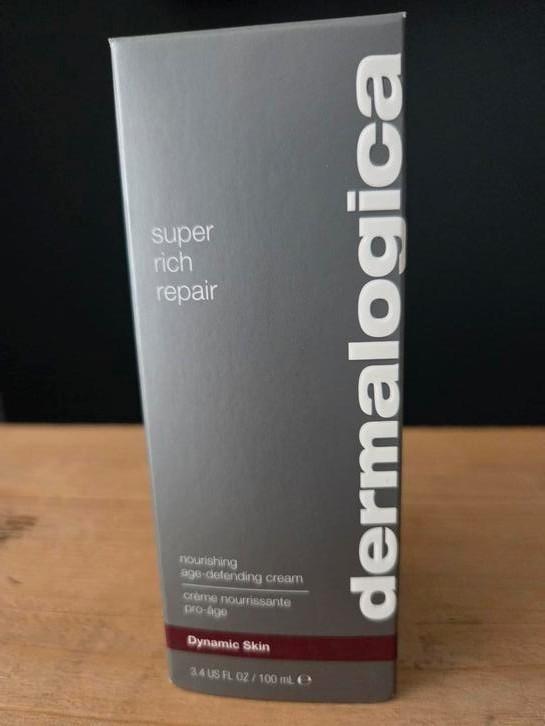 super
rich
repair
dermalogica
nourishing
age-defending cream
crème nourrissante
pro-âge
Dynamic Skin
3.4 US FL OZ / 100 mL ℮